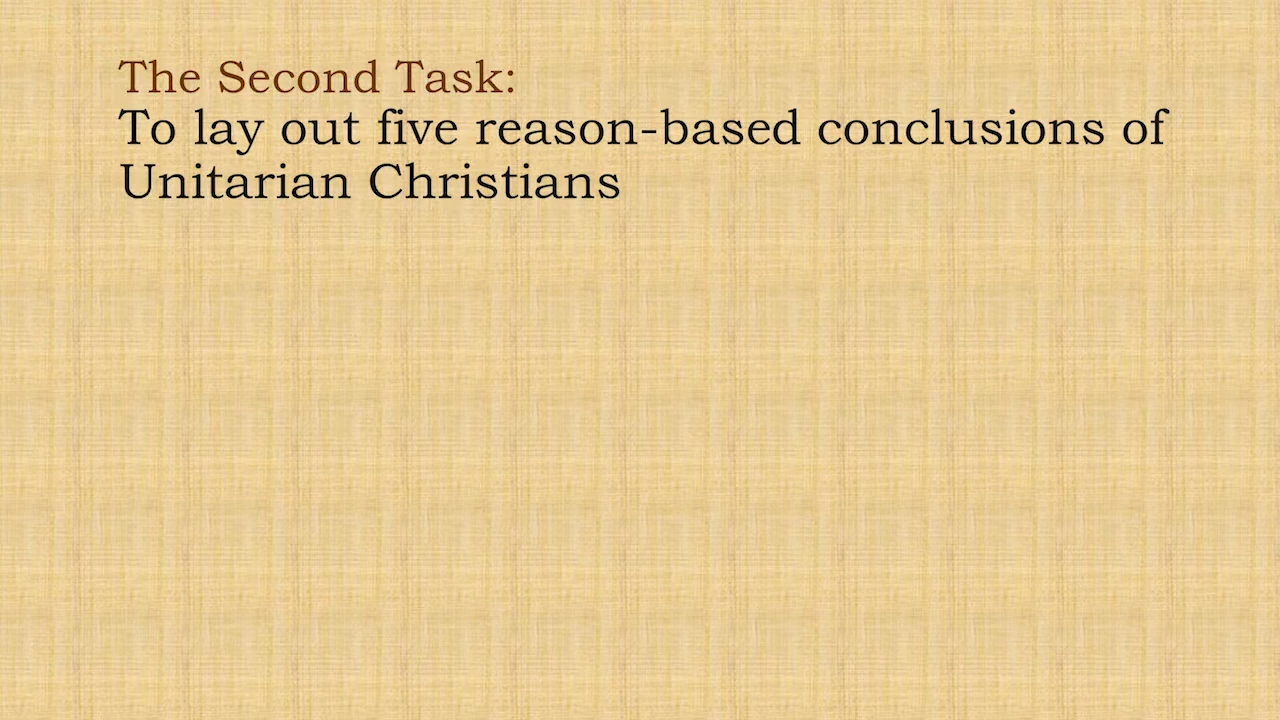 The Second Task:
To lay out five reason-based conclusions of
Unitarian Christians